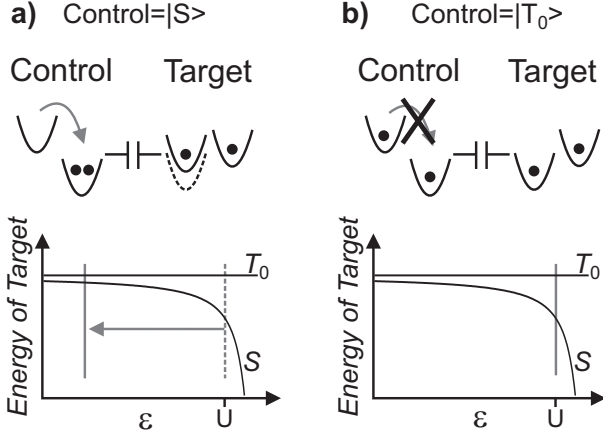 a) Control=|S>
Control Target
Energy of Target
T₀
S
ε U
b) Control=|T₀>
Control Target
Energy of Target
T₀
S
ε U